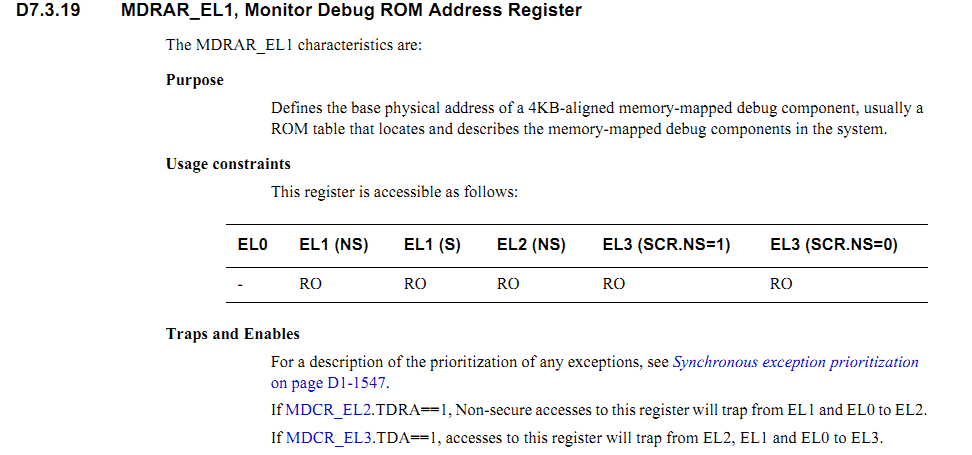 D7.3.19 MDRAR_EL1, Monitor Debug ROM Address Register
The MDRAR_EL1 characteristics are:
Purpose
Defines the base physical address of a 4KB-aligned memory-mapped debug component, usually a
ROM table that locates and describes the memory-mapped debug components in the system.
Usage constraints
This register is accessible as follows:
EL0 EL1 (NS) EL1 (S) EL2 (NS) EL3 (SCR.NS=1) EL3 (SCR.NS=0)
- RO RO RO RO RO
Traps and Enables
For a description of the prioritization of any exceptions, see Synchronous exception prioritization
on page D1-1547.
If MDCR_EL2.TDRA==1, Non-secure accesses to this register will trap from EL1 and EL0 to EL2.
If MDCR_EL3.TDA==1, accesses to this register will trap from EL2, EL1 and EL0 to EL3.